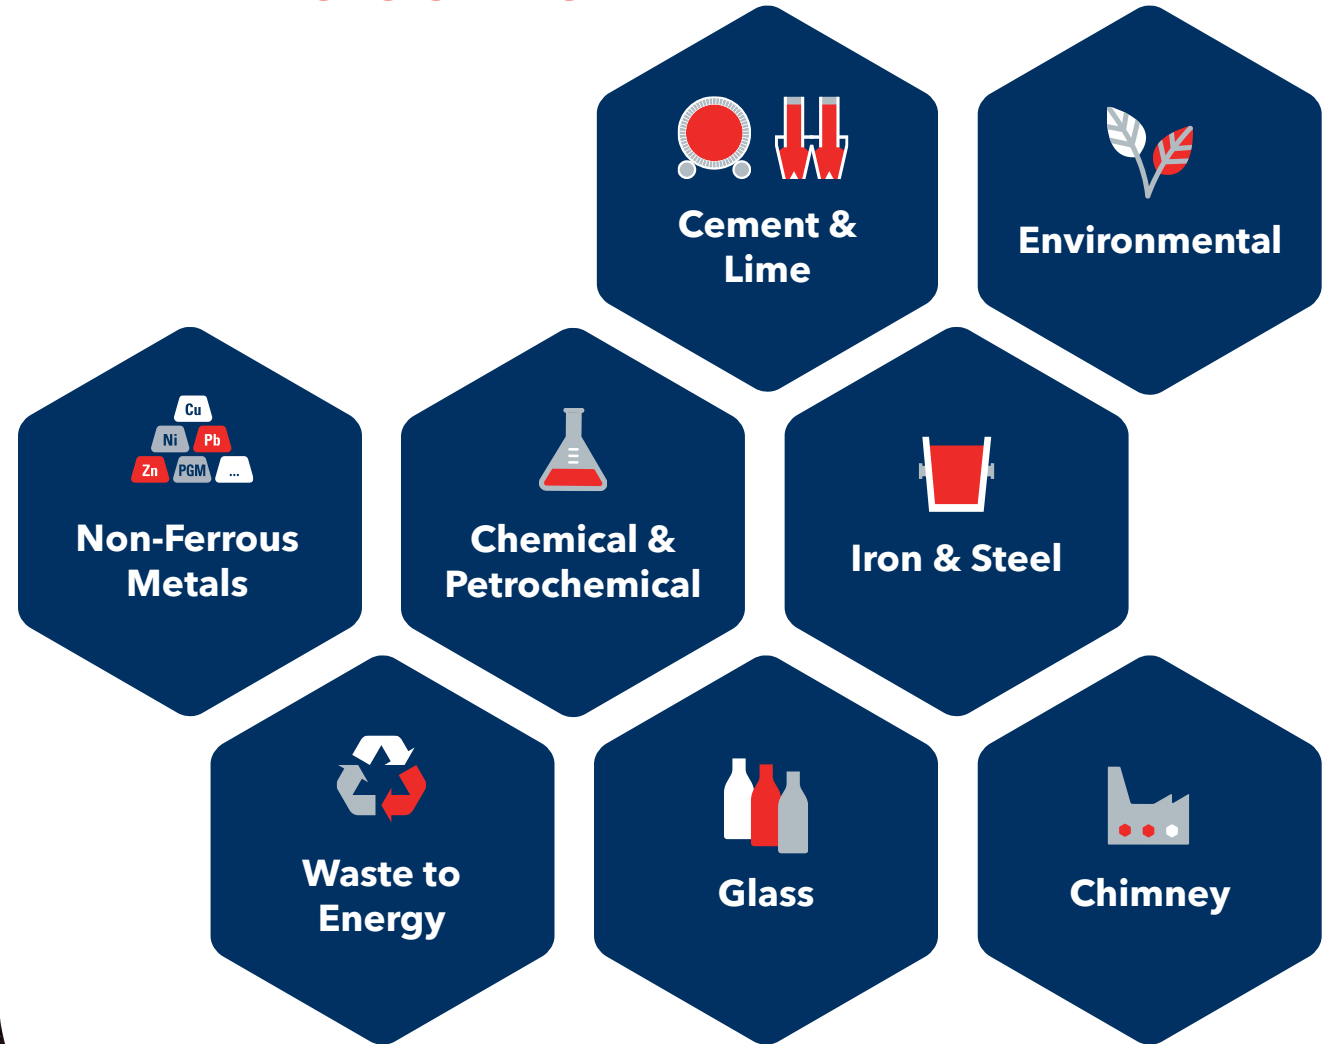 Cement &
Lime
Environmental
Cu
Ni Pb
Zn PGM ...
Non-Ferrous
Metals
Chemical &
Petrochemical
Iron & Steel
Waste to
Energy
Glass
Chimney